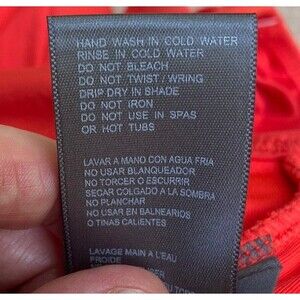 HAND WASH IN COLD WATER
RINSE IN COLD WATER
DO NOT BLEACH
DO NOT TWIST / WRING
DRIP DRY IN SHADE
DO NOT IRON
DO NOT USE IN SPAS
OR HOT TUBS
LAVAR A MANO CON AGUA FRIA
NO USAR BLANQUEADOR
NO TORCER O ESCURRIR
SECAR COLGADO A LA SOMBRA
NO PLANCHAR
NO USAR EN BALNEARIOS
O TINAS CALIENTES
LAVAGE MAIN A L'EAU
FROIDE